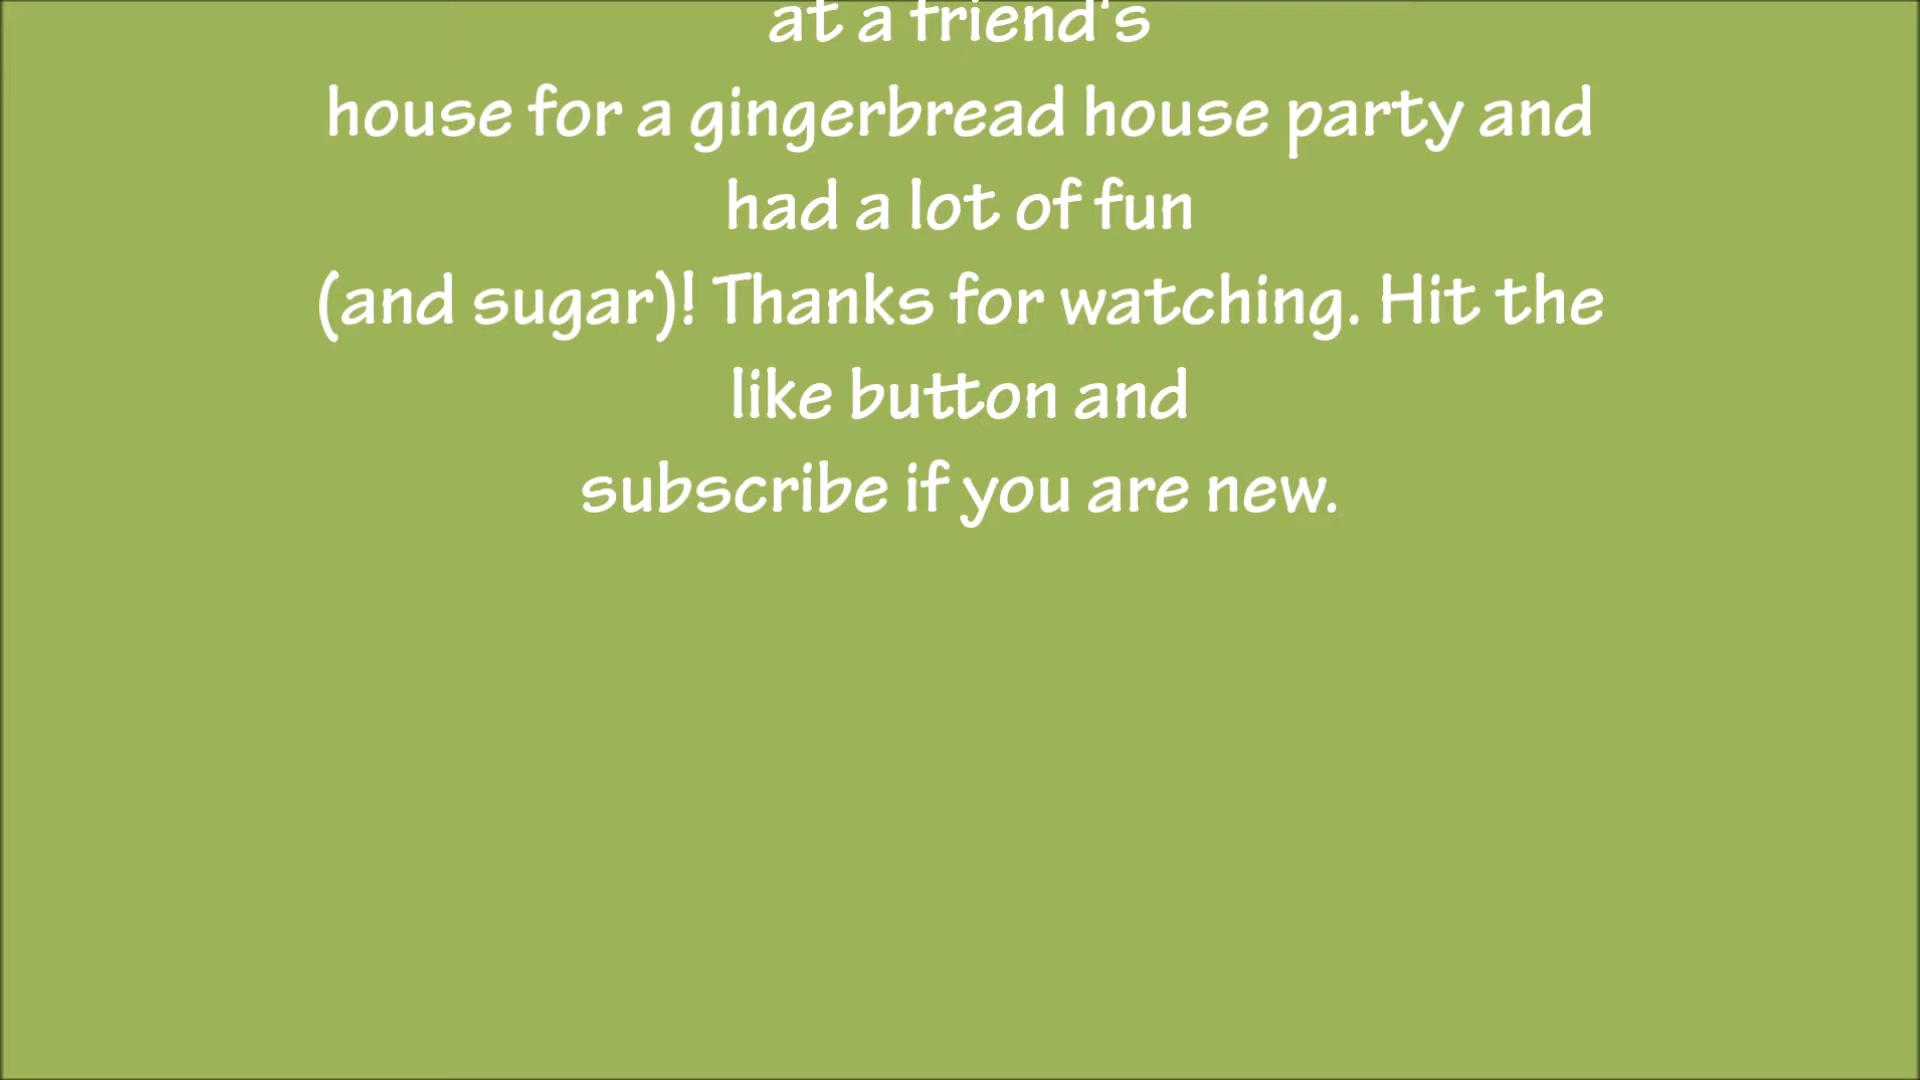 at a friend's
house for a gingerbread house party and
had a lot of fun
(and sugar)! Thanks for watching. Hit the
like button and
subscribe if you are new.